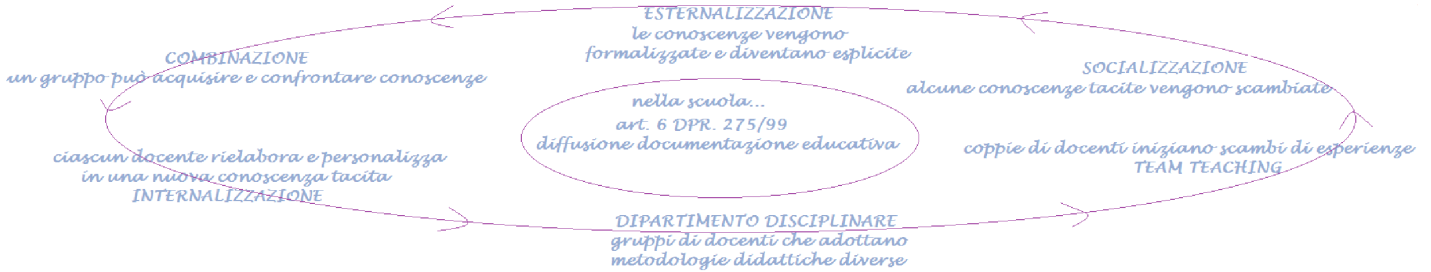 ESTERNALIZZAZIONE
le conoscenze vengono
formalizzate e diventano esplicite
COMBINAZIONE
un gruppo può acquisire e confrontare conoscenze
SOCIALIZZAZIONE
alcune conoscenze tacite vengono scambiate
nella scuola...
art. 6 DPR. 275/99
diffusione documentazione educativa
ciascun docente rielabora e personalizza
in una nuova conoscenza tacita
INTERNALIZZAZIONE
coppie di docenti iniziano scambi di esperienze
TEAM TEACHING
DIPARTIMENTO DISCIPLINARE
gruppi di docenti che adottano
metodologie didattiche diverse